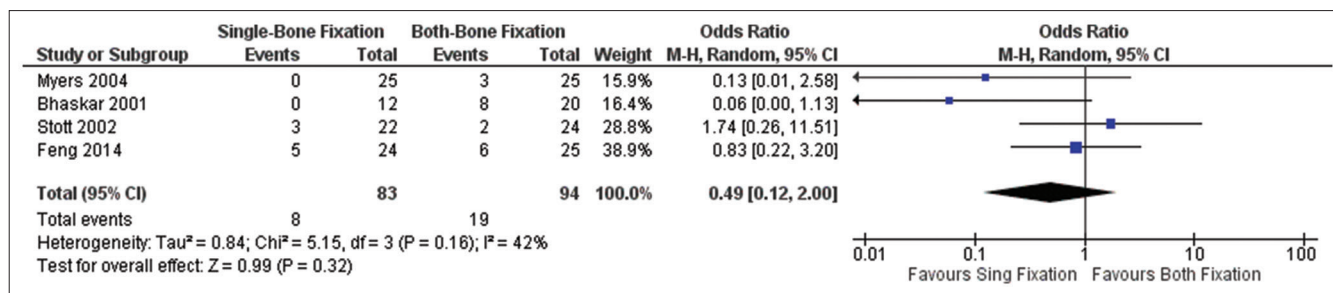 Single-Bone Fixation Both-Bone Fixation Odds Ratio Odds Ratio
Study or Subgroup Events Total Events Total Weight M-H, Random, 95% CI M-H, Random, 95% CI
Myers 2004 0 25 3 25 15.9% 0.13 [0.01, 2.58]
Bhaskar 2001 0 12 8 20 16.4% 0.06 [0.00, 1.13]
Stott 2002 3 22 2 24 28.8% 1.74 [0.26, 11.51]
Feng 2014 5 24 6 25 38.9% 0.83 [0.22, 3.20]
Total (95% CI) 83 94 100.0% 0.49 [0.12, 2.00]
Total events 8 19
Heterogeneity: Tau² = 0.84; Chi² = 5.15, df = 3 (P = 0.16); I² = 42%
Test for overall effect: Z = 0.99 (P = 0.32)
0.01 0.1 1 10 100
Favours Sing Fixation Favours Both Fixation